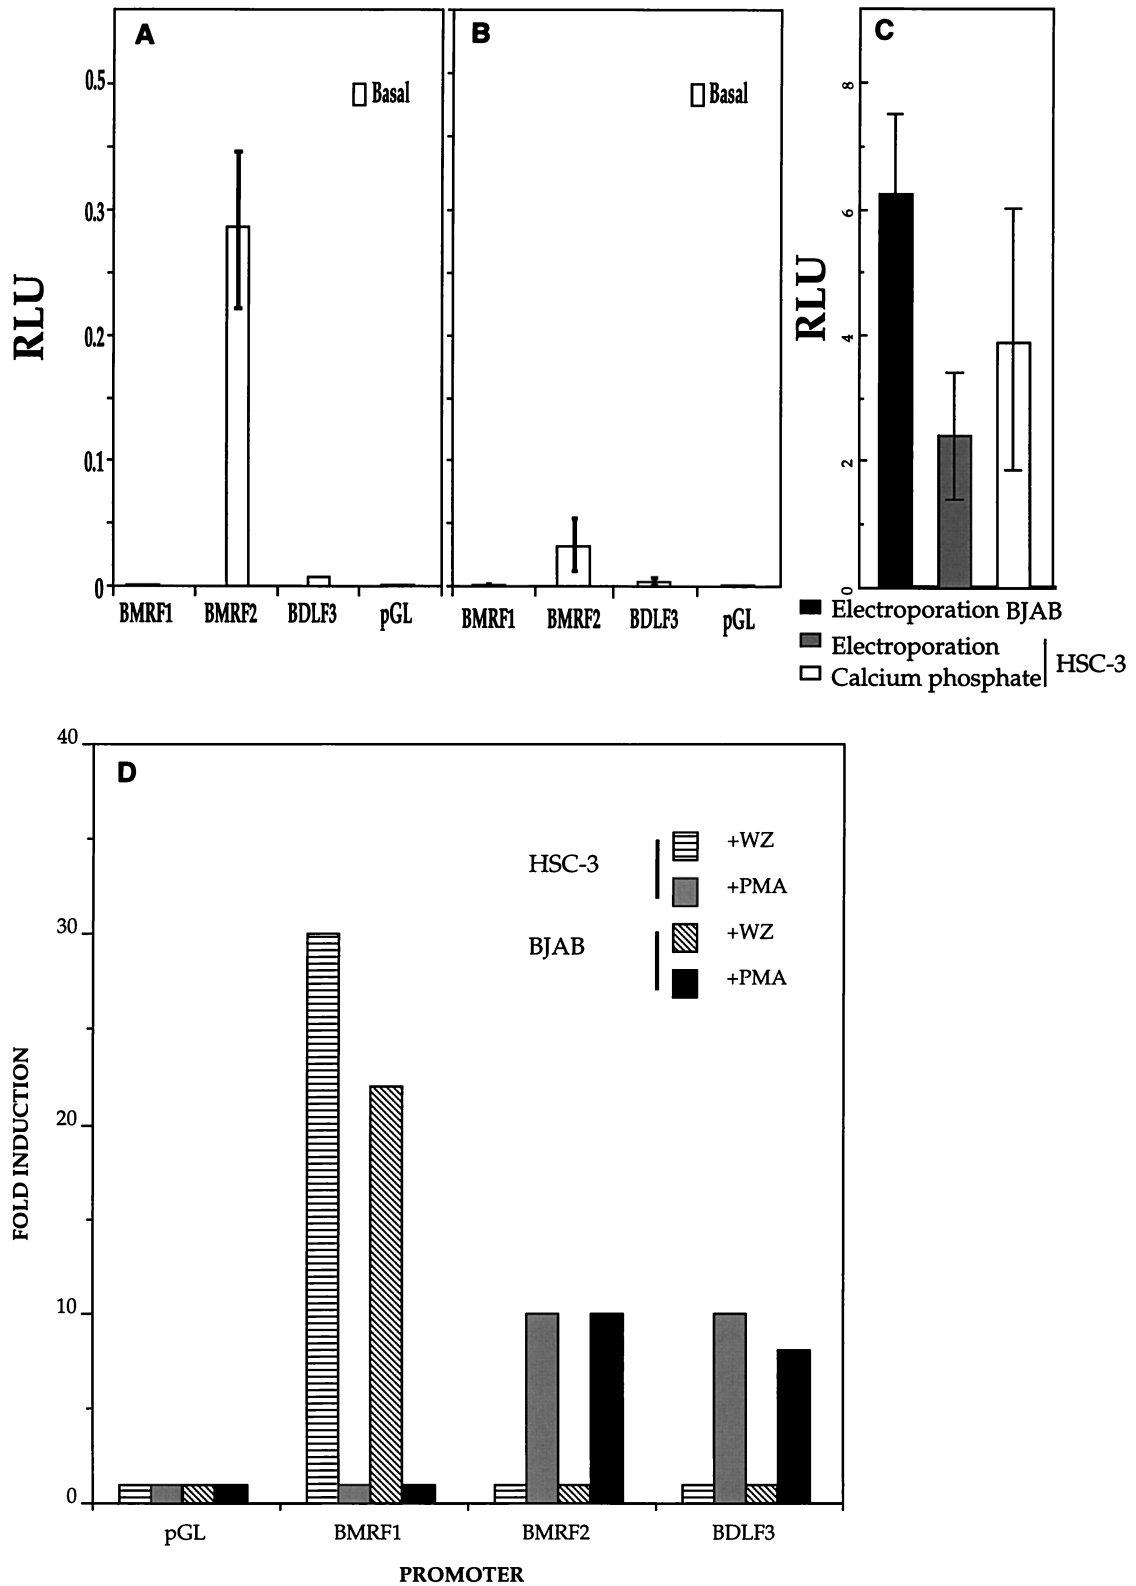 A
Basal
0.5
0.3
0.2
0.1
0
RLU
BMRF1 BMRF2 BDLF3 pGL
B
Basal
BMRF1 BMRF2 BDLF3 pGL
C
8
6
4
2
0
RLU
Electroporation BJAB
Electroporation
Calcium phosphate
HSC-3
D
40
30
20
10
0
FOLD INDUCTION
HSC-3
+WZ
+PMA
BJAB
+WZ
+PMA
pGL BMRF1 BMRF2 BDLF3
PROMOTER